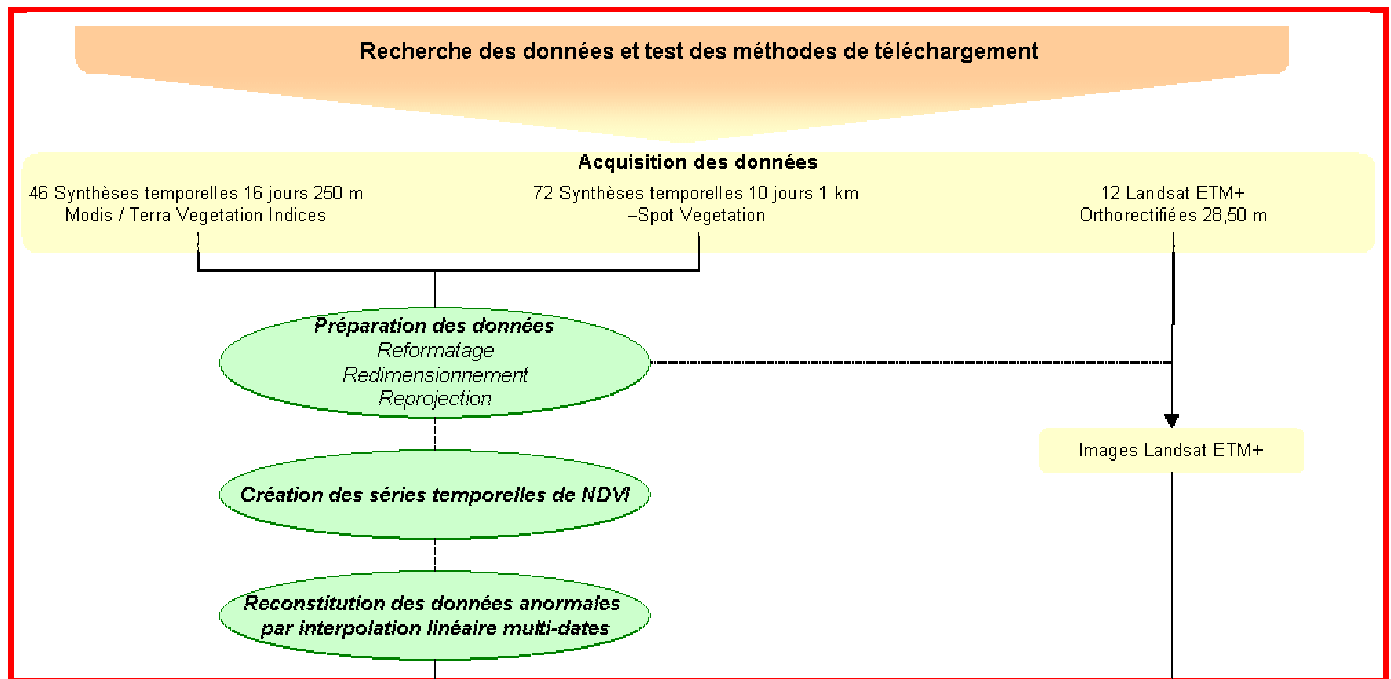 Recherche des données et test des méthodes de téléchargement
Acquisition des données
46 Synthèses temporelles 16 jours 250 m
Modis / Terra Vegetation Indices
72 Synthèses temporelles 10 jours 1 km
–Spot Vegetation
12 Landsat ETM+
Orthorectifiées 28,50 m
Préparation des données
Reformatage
Redimensionnement
Reprojection
Images Landsat ETM+
Création des séries temporelles de NDVI
Reconstitution des données anormales
par interpolation linéaire multi-dates